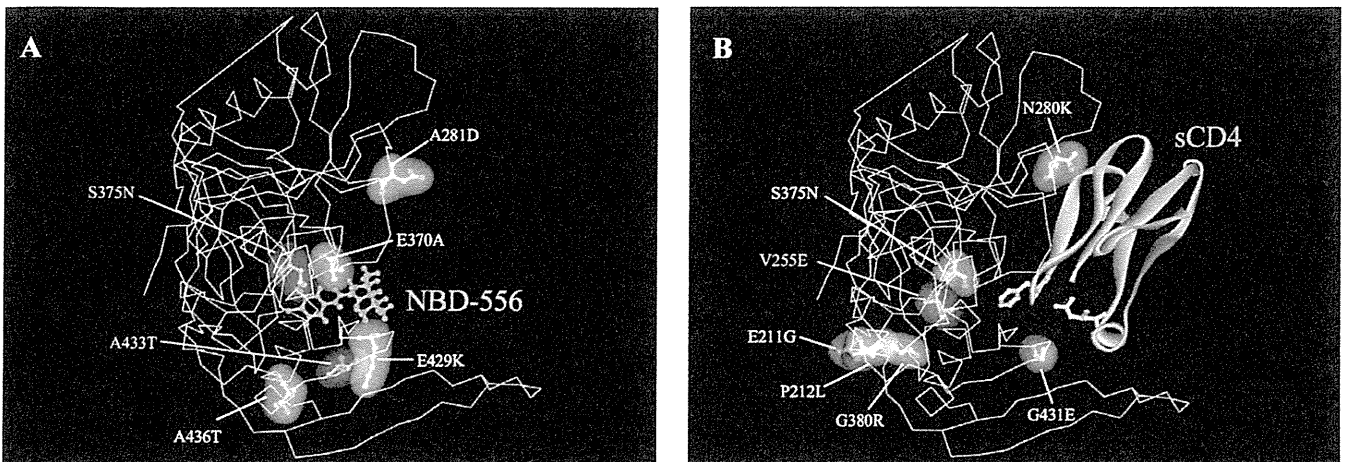 A
A281D
S375N
E370A
NBD-556
A433T
E429K
A436T
B
N280K
sCD4
S375N
V255E
E211G
P212L
G380R
G431E